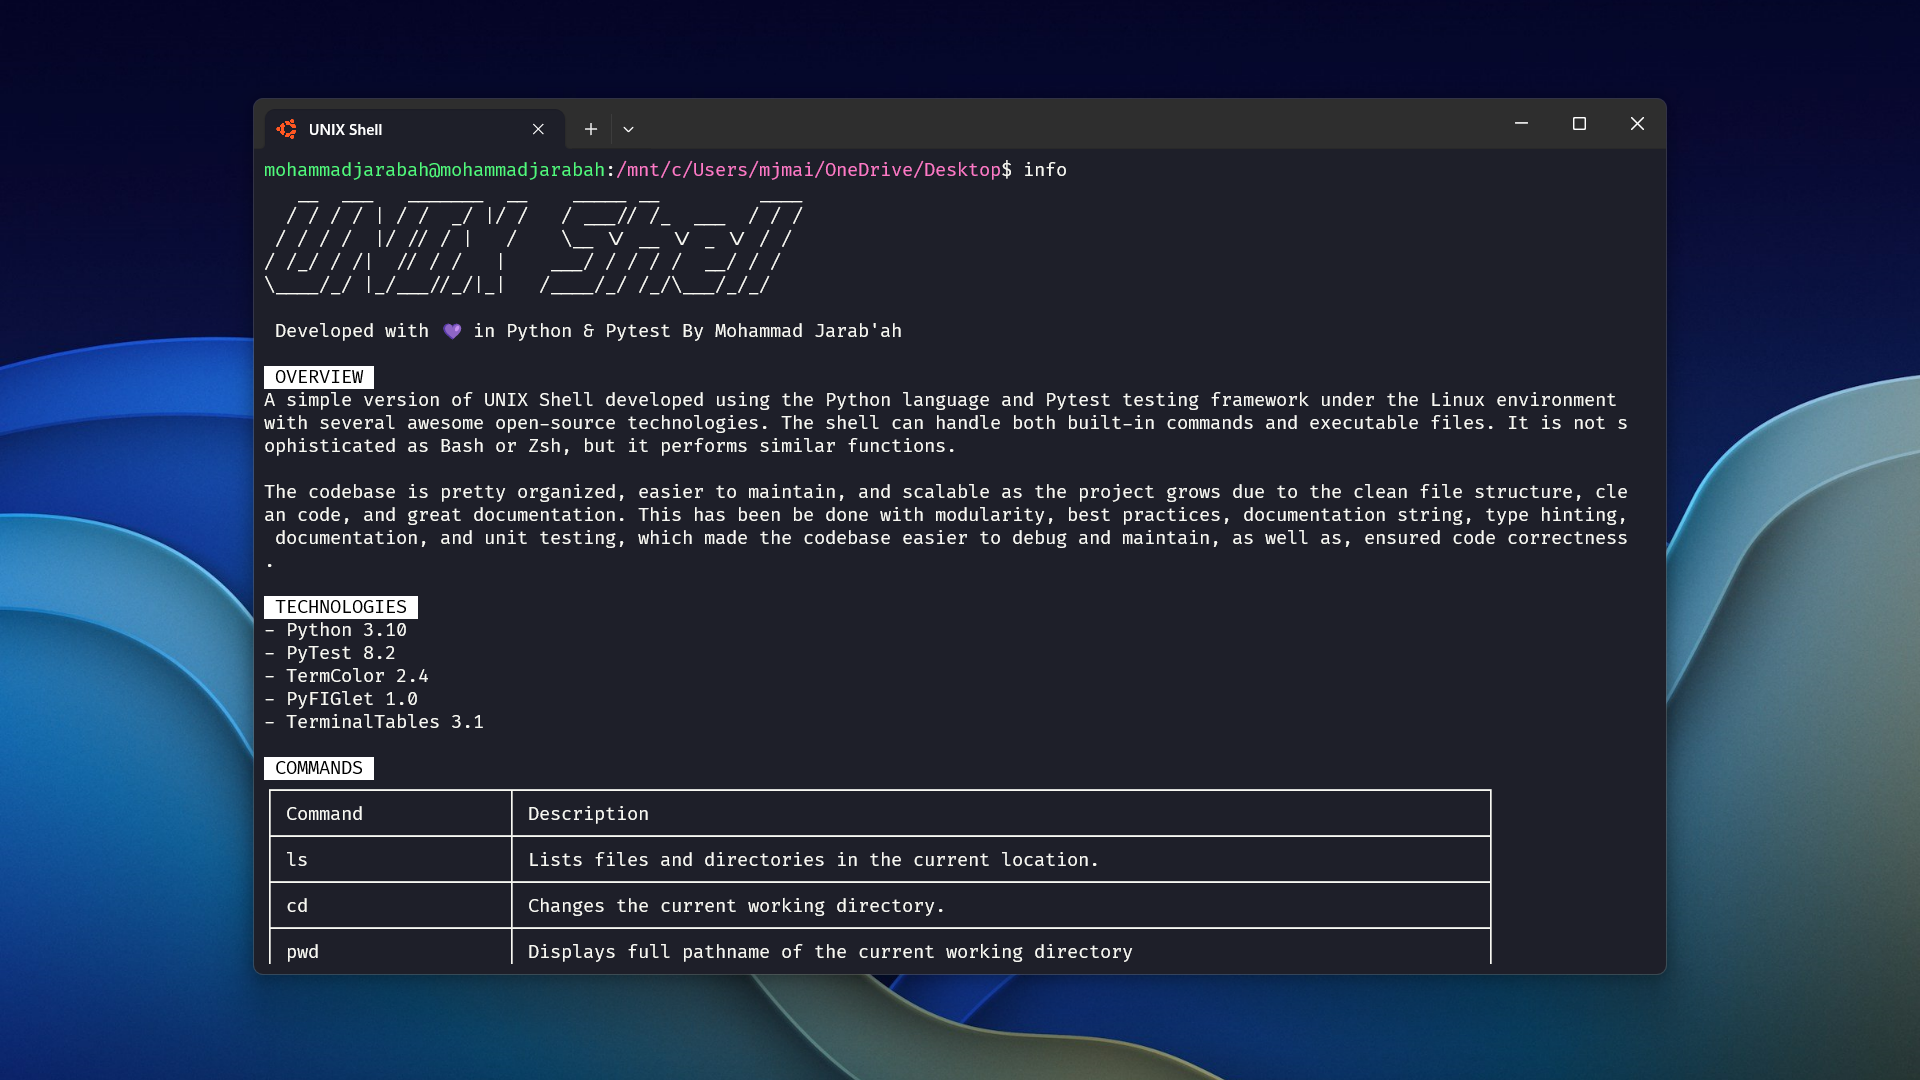 UNIX Shell
mohammadjarabah@mohammadjarabah:/mnt/c/Users/mjmai/OneDrive/Desktop$ info
UNIX Shell
Developed with 💜 in Python & Pytest By Mohammad Jarab'ah
OVERVIEW
A simple version of UNIX Shell developed using the Python language and Pytest testing framework under the Linux environment
with several awesome open-source technologies. The shell can handle both built-in commands and executable files. It is not s
ophisticated as Bash or Zsh, but it performs similar functions.
The codebase is pretty organized, easier to maintain, and scalable as the project grows due to the clean file structure, cle
an code, and great documentation. This has been be done with modularity, best practices, documentation string, type hinting,
documentation, and unit testing, which made the codebase easier to debug and maintain, as well as, ensured code correctness
.
TECHNOLOGIES
- Python 3.10
- PyTest 8.2
- TermColor 2.4
- PyFIGlet 1.0
- TerminalTables 3.1
COMMANDS
Command Description
ls Lists files and directories in the current location.
cd Changes the current working directory.
pwd Displays full pathname of the current working directory